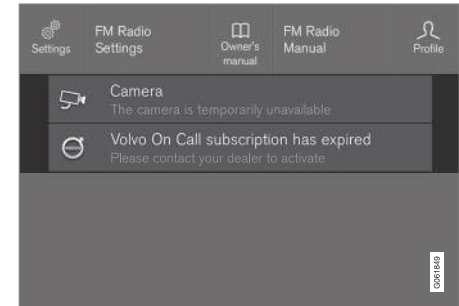 Settings
FM Radio
Settings
Owner's
manual
FM Radio
Manual
Profile
Camera
The camera is temporarily unavailable
Volvo On Call subscription has expired
Please contact your dealer to activate
G061849